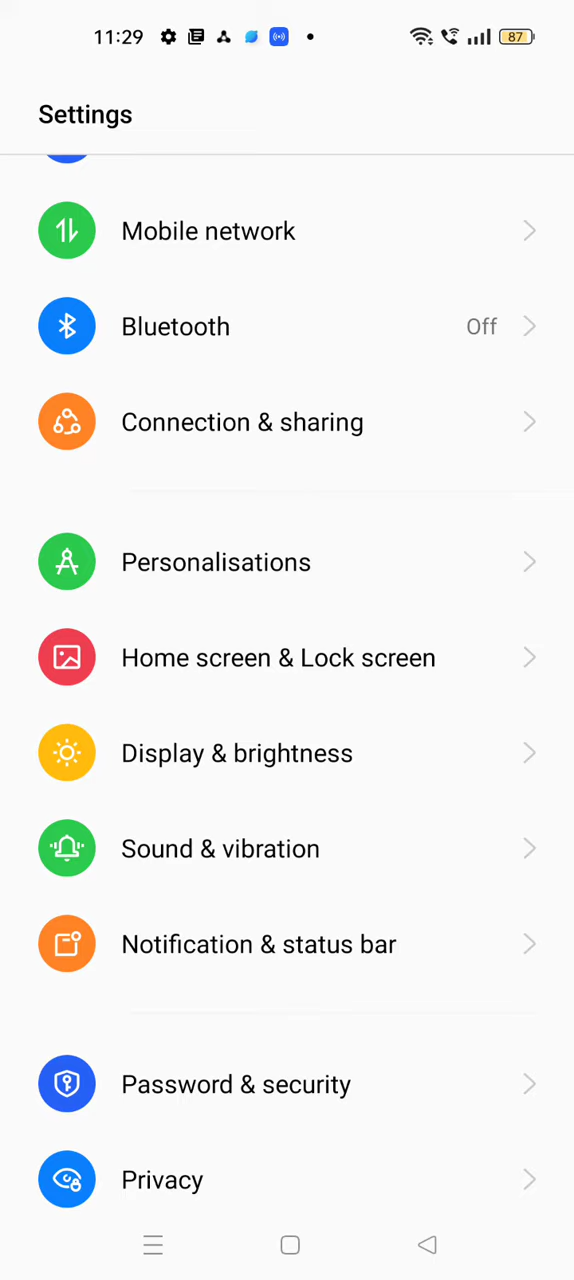 11:29
87
Settings
Mobile network
Bluetooth Off
Connection & sharing
Personalisations
Home screen & Lock screen
Display & brightness
Sound & vibration
Notification & status bar
Password & security
Privacy